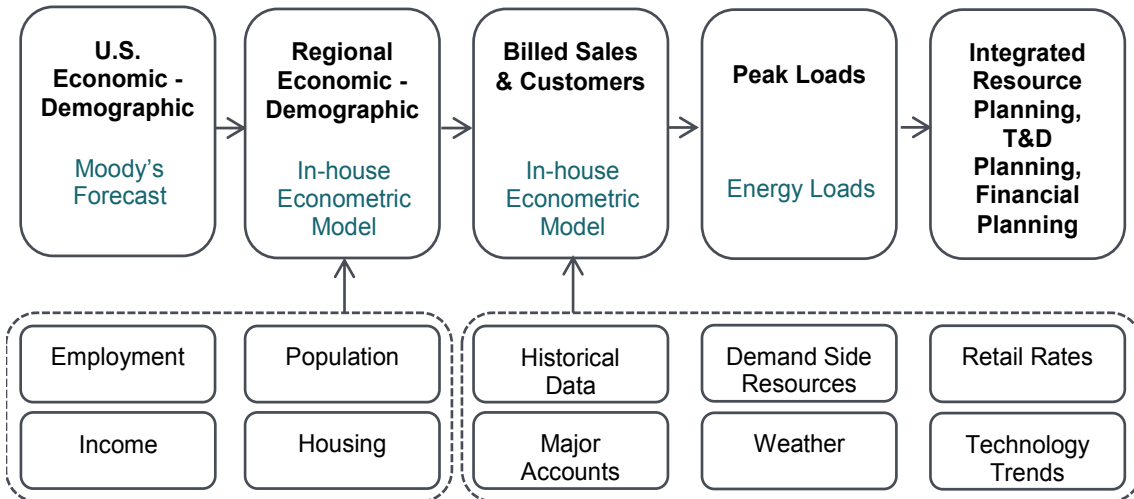 U.S.
Economic -
Demographic
Moody's
Forecast
Regional
Economic -
Demographic
In-house
Econometric
Model
Billed Sales
& Customers
In-house
Econometric
Model
Peak Loads
Energy Loads
Integrated
Resource
Planning,
T&D
Planning,
Financial
Planning
Employment
Population
Income
Housing
Historical
Data
Demand Side
Resources
Retail Rates
Major
Accounts
Weather
Technology
Trends